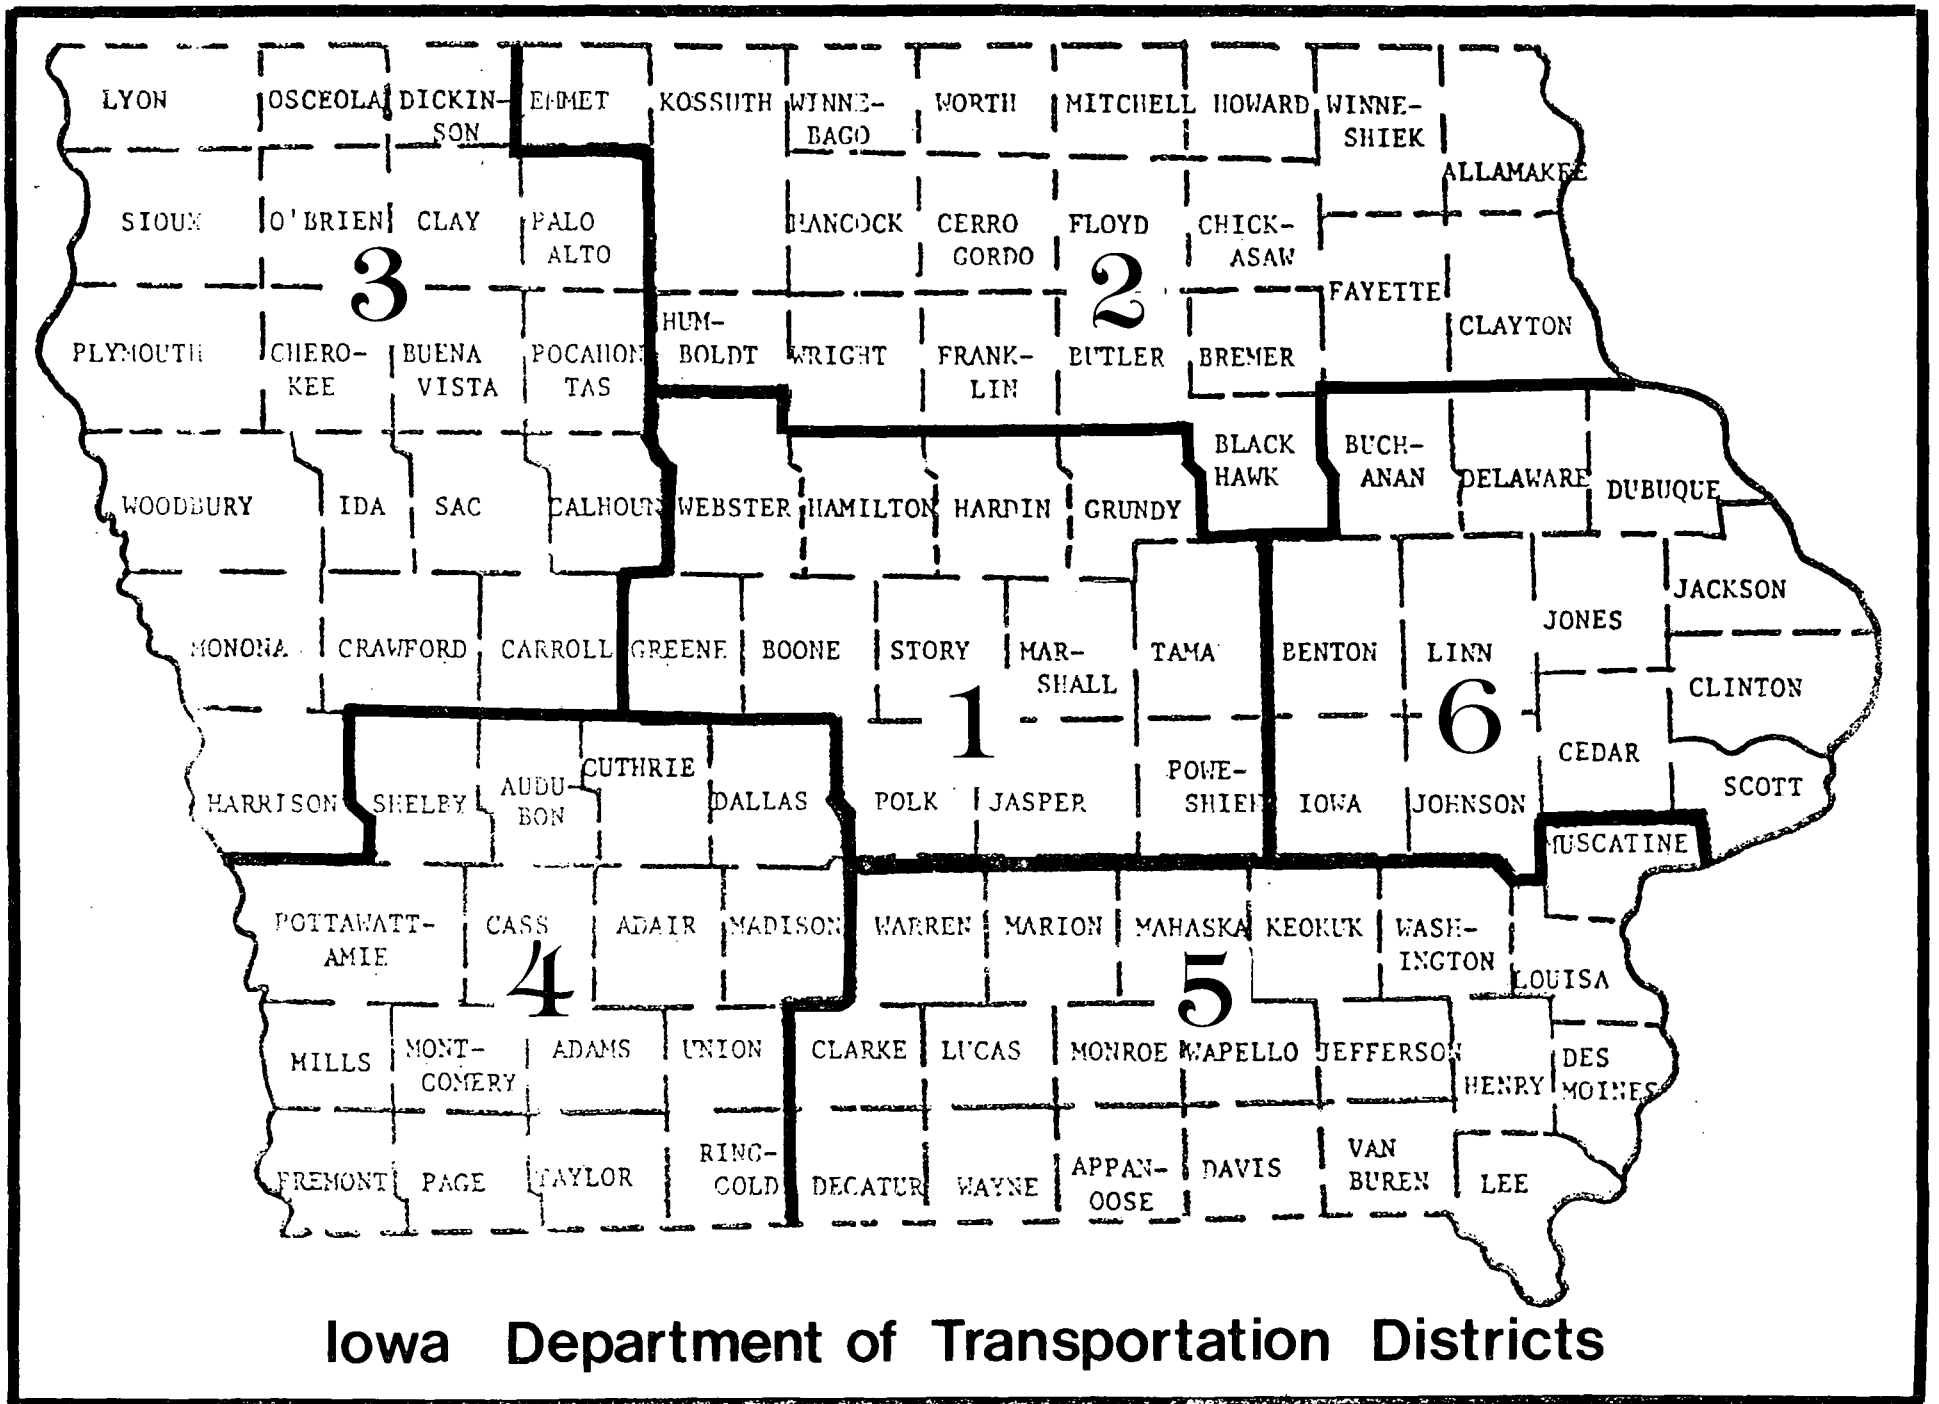 LYON
OSCEOLA
DICKIN-
SON
EMMET
KOSSUTH
WINNE-
BAGO
WORTH
MITCHELL
HOWARD
WINNE-
SHIEK
ALLAMAKEE
SIOUX
O'BRIEN
CLAY
PALO
ALTO
HANCOCK
CERRO
GORDO
FLOYD
CHICK-
ASAW
FAYETTE
CLAYTON
3
2
PLYMOUTH
CHERO-
KEE
BUENA
VISTA
POCAHON
TAS
HUM-
BOLDT
WRIGHT
FRANK-
LIN
BUTLER
BREMER
WOODBURY
IDA
SAC
CALHOUN
WEBSTER
HAMILTON
HARDIN
GRUNDY
BLACK
HAWK
BUCH-
ANAN
DELAWARE
DUBUQUE
MONONA
CRAWFORD
CARROLL
GREENE
BOONE
STORY
MAR-
SHALL
TAMA
BENTON
LINN
JONES
JACKSON
CLINTON
1
6
HARRISON
SHELBY
AUDU-
BON
GUTHRIE
DALLAS
POLK
JASPER
POWE-
SHIEK
IOWA
JOHNSON
CEDAR
SCOTT
MUSCATINE
POTTAWATT-
AMIE
CASS
ADAIR
MADISON
WARREN
MARION
MAHASKA
KEOKUK
WASH-
INGTON
LOUISA
4
5
MILLS
MONT-
GOMERY
ADAMS
UNION
CLARKE
LUCAS
MONROE
WAPELLO
JEFFERSON
HENRY
DES
MOINES
FREMONT
PAGE
TAYLOR
RING-
GOLD
DECATUR
WAYNE
APPAN-
OOSE
DAVIS
VAN
BUREN
LEE
Iowa Department of Transportation Districts